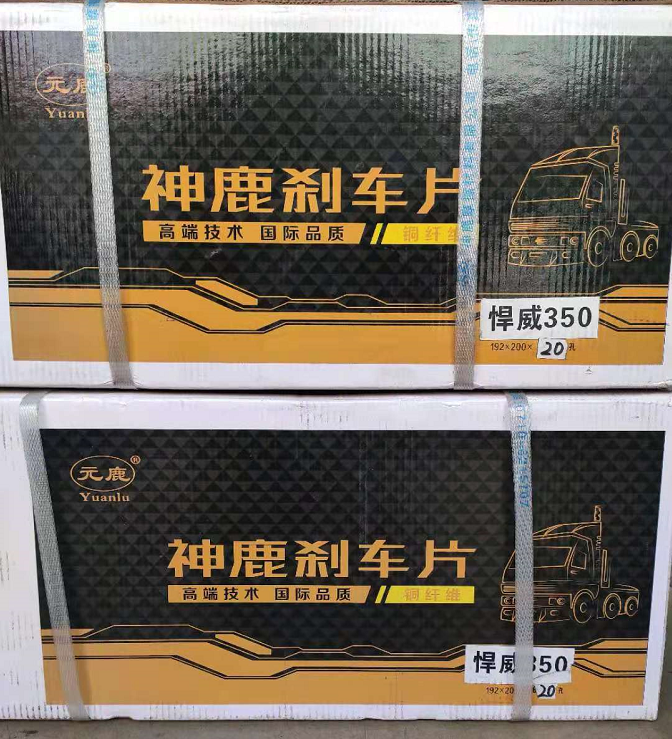 元鹿
Yuanlu
神鹿刹车片
高端技术 国际品质 铜纤维
悍威350
192×200× 20孔
元鹿®
Yuanlu
神鹿刹车片
高端技术 国际品质 铜纤维
悍威350
192×20 20孔